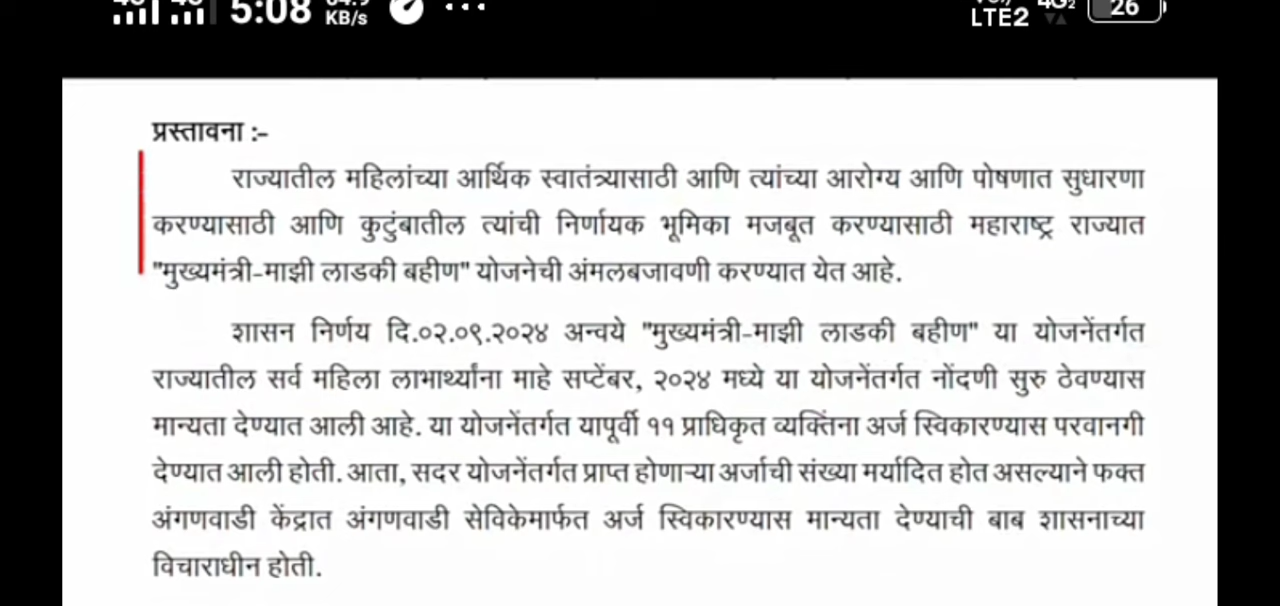 5:08 KB/s ...
LTE2 4G2 26
प्रस्तावना :-
राज्यातील महिलांच्या आर्थिक स्वातंत्र्यासाठी आणि त्यांच्या आरोग्य आणि पोषणात सुधारणा
करण्यासाठी आणि कुटुंबातील त्यांची निर्णायक भूमिका मजबूत करण्यासाठी महाराष्ट्र राज्यात
"मुख्यमंत्री-माझी लाडकी बहीण" योजनेची अंमलबजावणी करण्यात येत आहे.
शासन निर्णय दि.०२.०९.२०२४ अन्वये "मुख्यमंत्री-माझी लाडकी बहीण" या योजनेंतर्गत
राज्यातील सर्व महिला लाभार्थ्यांना माहे सप्टेंबर, २०२४ मध्ये या योजनेंतर्गत नोंदणी सुरु ठेवण्यास
मान्यता देण्यात आली आहे. या योजनेंतर्गत यापूर्वी ११ प्राधिकृत व्यक्तिंना अर्ज स्विकारण्यास परवानगी
देण्यात आली होती. आता, सदर योजनेंतर्गत प्राप्त होणाऱ्या अर्जाची संख्या मर्यादित होत असल्याने फक्त
अंगणवाडी केंद्रात अंगणवाडी सेविकेमार्फत अर्ज स्विकारण्यास मान्यता देण्याची बाब शासनाच्या
विचाराधीन होती.